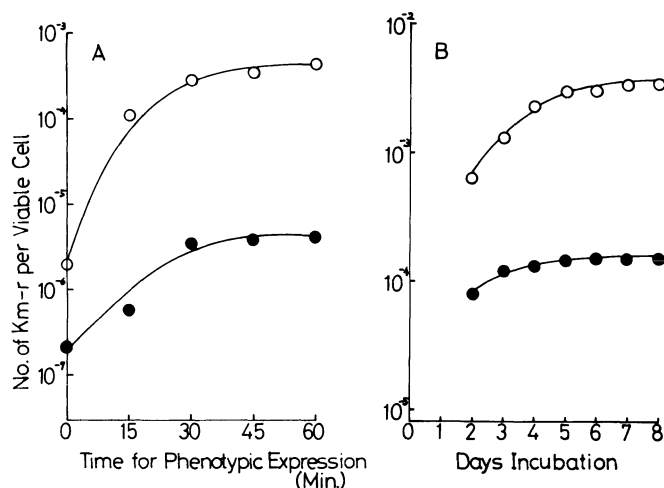 A
No. of Km-r per Viable Cell
10⁻³
10⁻⁴
10⁻⁵
10⁻⁶
10⁻⁷
0 15 30 45 60
Time for Phenotypic Expression
(Min.)
B
10⁻²
10⁻³
10⁻⁴
10⁻⁵
0 1 2 3 4 5 6 7 8
Days Incubation